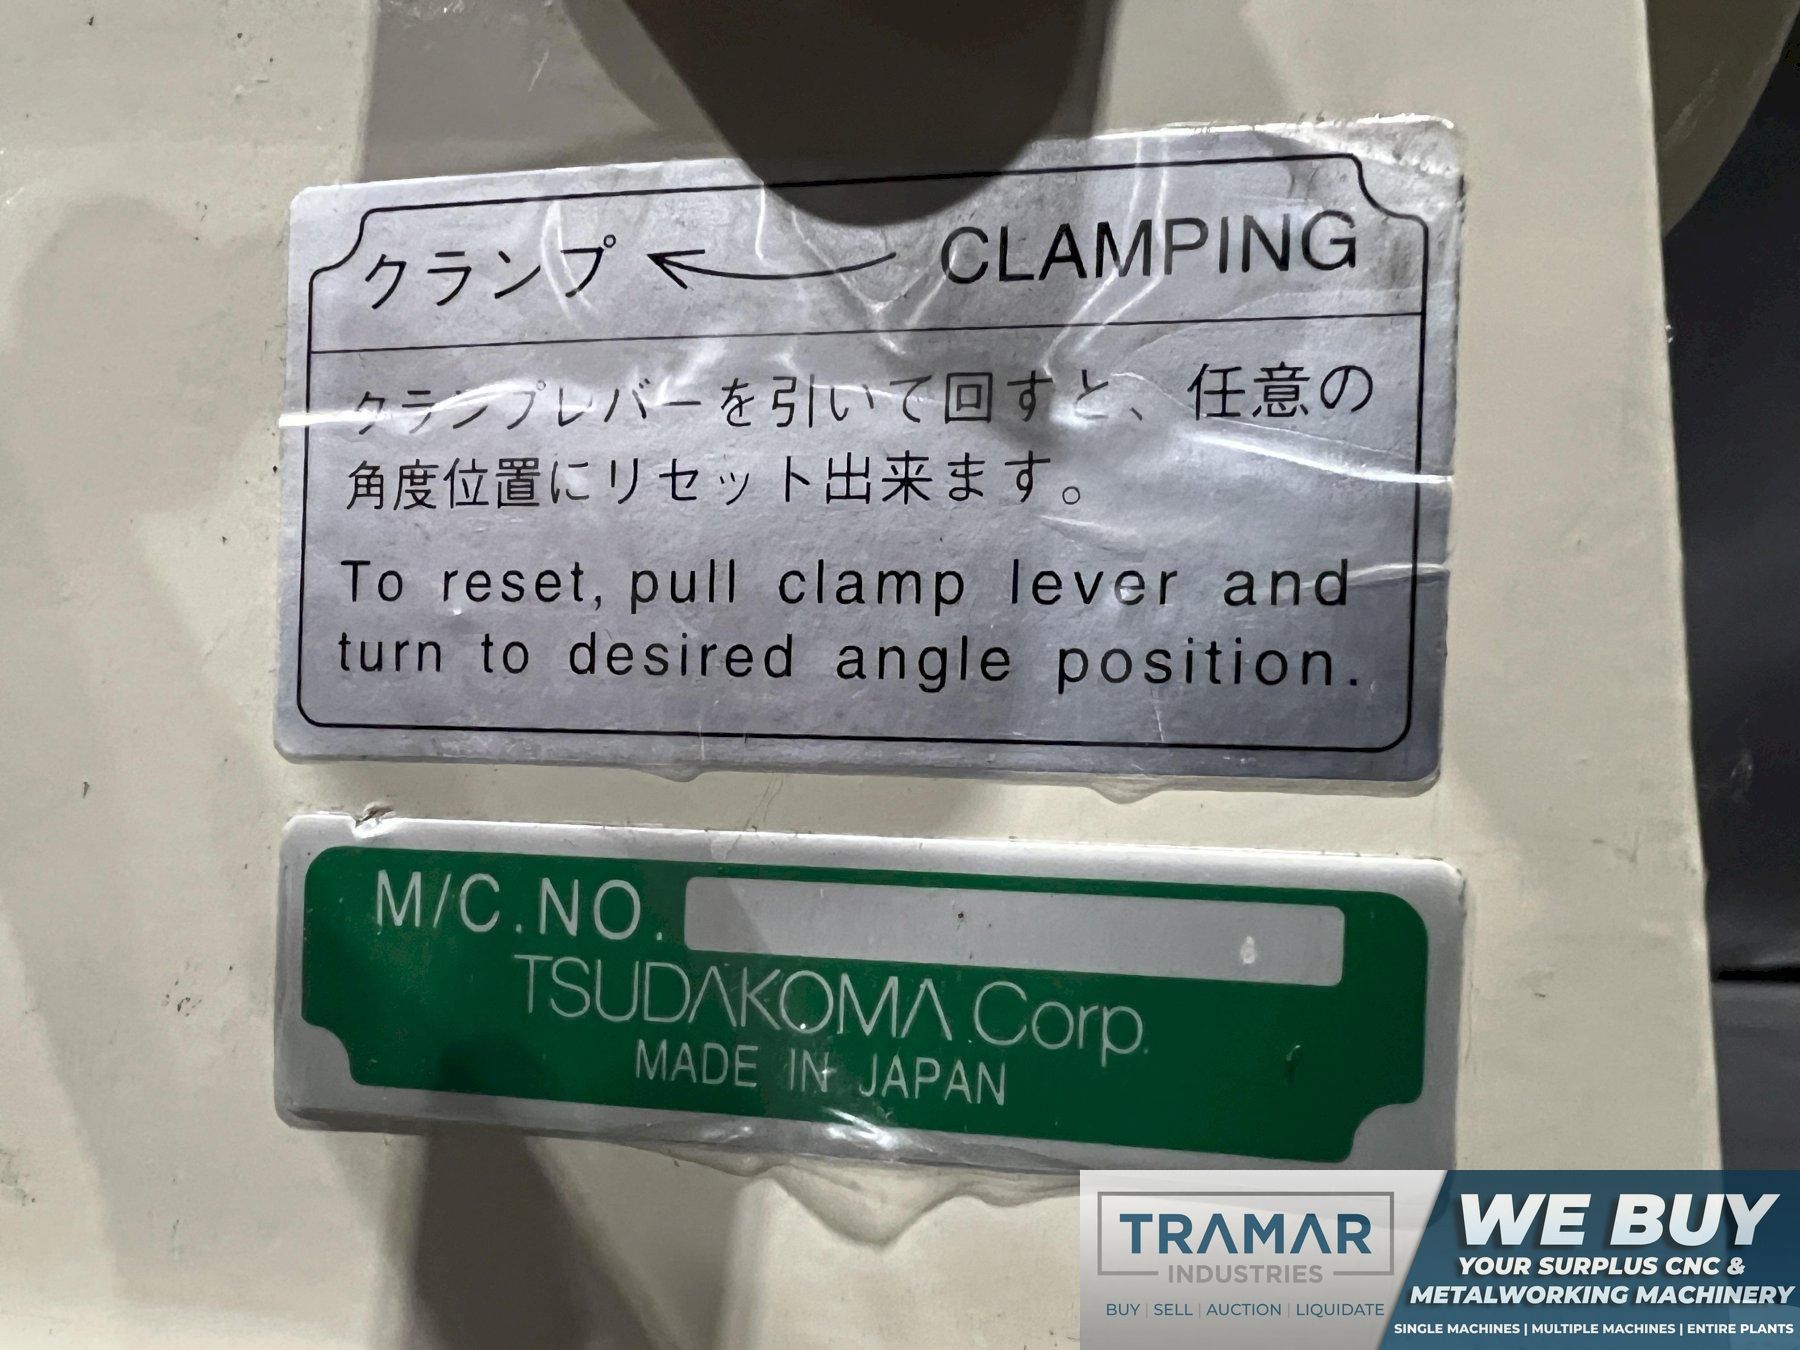 クランプ ← CLAMPING
クランプレバーを引いて回すと、任意の
角度位置にリセット出来ます。
To reset, pull clamp lever and
turn to desired angle position.
M/C.NO.
TSUDAKOMA Corp.
MADE IN JAPAN
TRAMAR
INDUSTRIES
BUY | SELL | AUCTION | LIQUIDATE
WE BUY
YOUR SURPLUS CNC &
METALWORKING MACHINERY
SINGLE MACHINES | MULTIPLE MACHINES | ENTIRE PLANTS